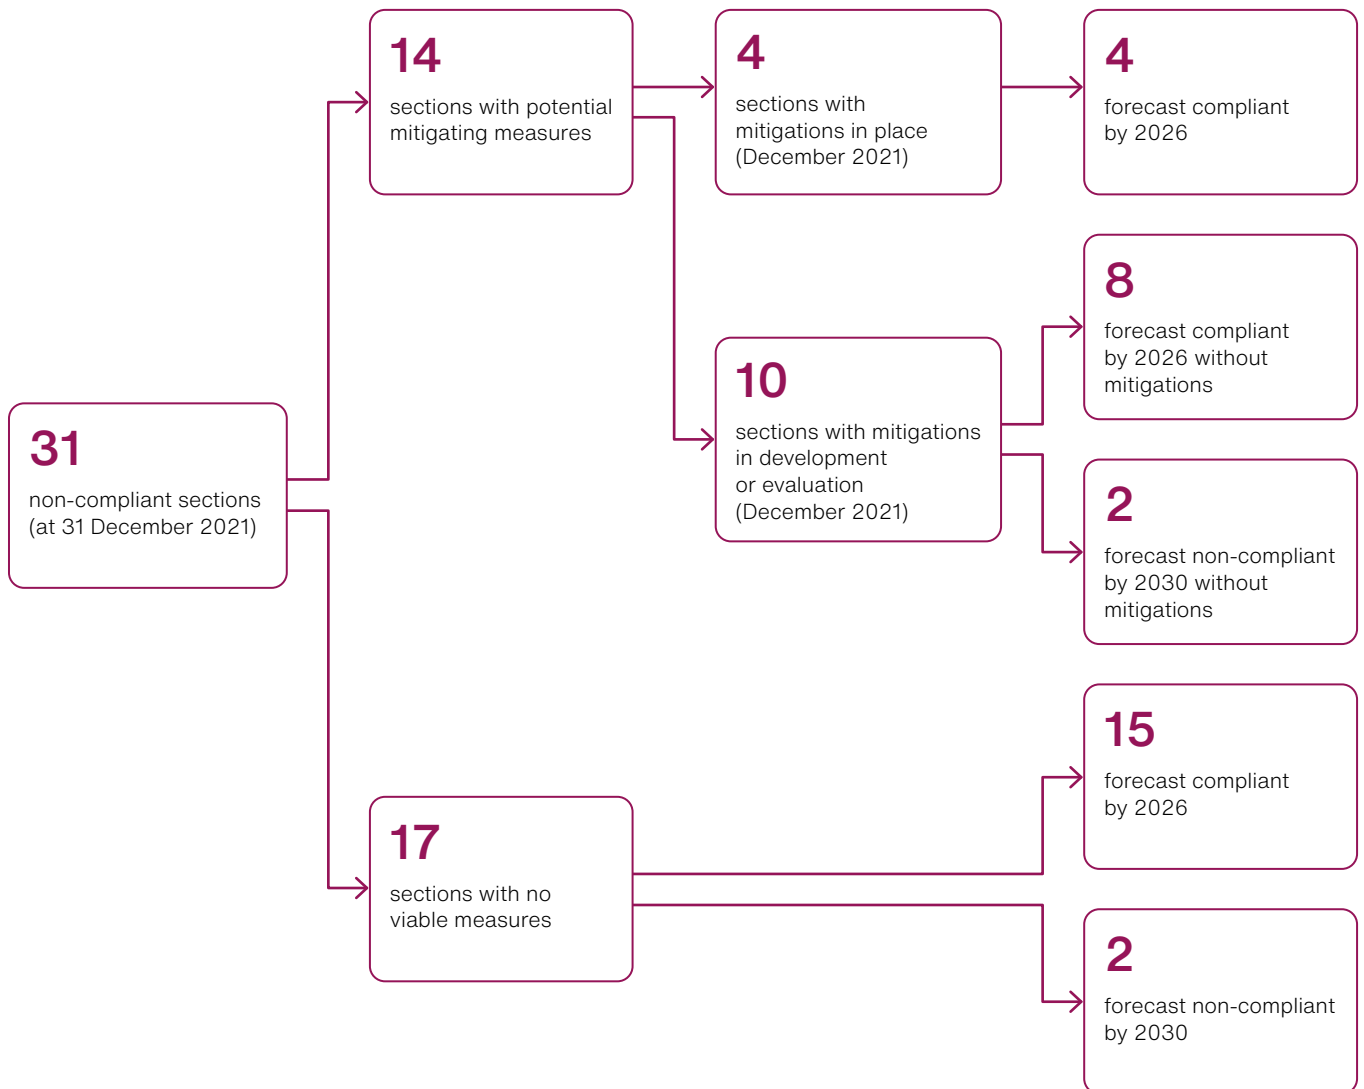 14
sections with potential
mitigating measures
4
sections with
mitigations in place
(December 2021)
4
forecast compliant
by 2026
8
forecast compliant
by 2026 without
mitigations
10
sections with mitigations
in development
or evaluation
(December 2021)
31
non-compliant sections
(at 31 December 2021)
2
forecast non-compliant
by 2030 without
mitigations
15
forecast compliant
by 2026
17
sections with no
viable measures
2
forecast non-compliant
by 2030